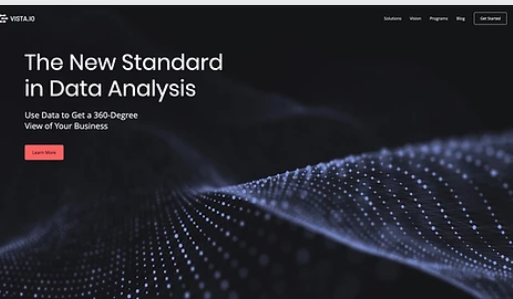 VISTA.IO
Solutions Vision Programs Blog Get Started
The New Standard
in Data Analysis
Use Data to Get a 360-Degree
View of Your Business
Learn More